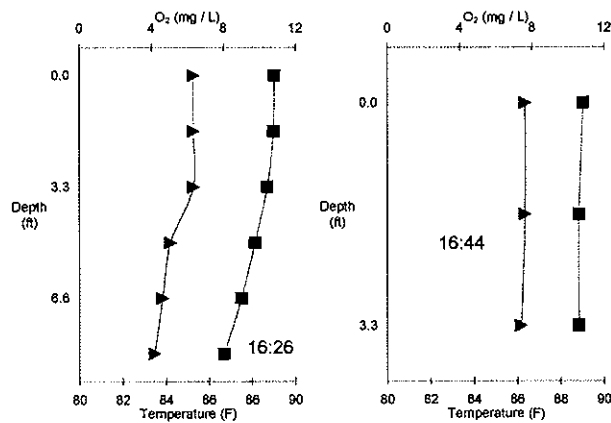 O₂ (mg / L)
0 4 8 12
0.0
3.3
Depth
(ft)
6.6
16:26
80 82 84 86 88 90
Temperature (F)
O₂ (mg / L)
0 4 8 12
0.0
Depth
(ft)
16:44
3.3
80 82 84 86 88 90
Temperature (F)